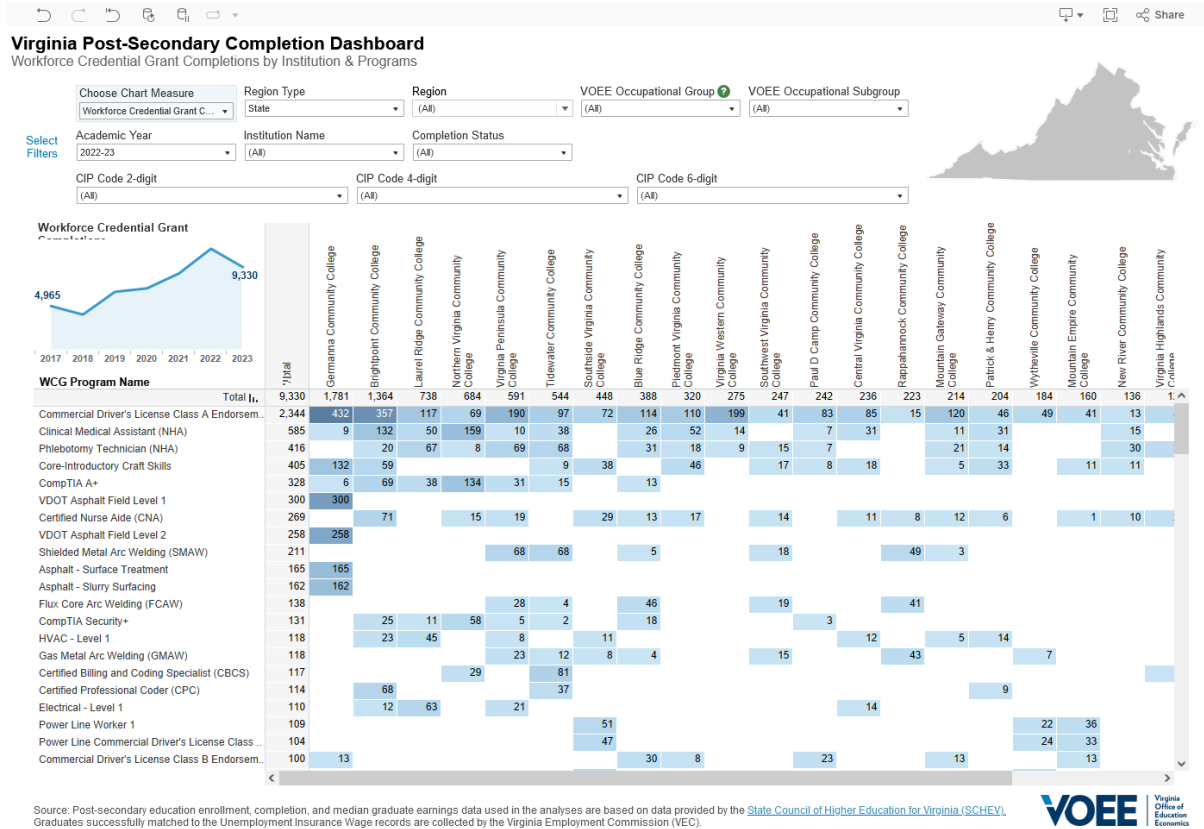 Share
Virginia Post-Secondary Completion Dashboard
Workforce Credential Grant Completions by Institution & Programs
Choose Chart Measure
Workforce Credential Grant C...
Region Type
State
Region
(All)
VOEE Occupational Group ?
(All)
VOEE Occupational Subgroup
(All)
Select
Filters
Academic Year
2022-23
Institution Name
(All)
Completion Status
(All)
CIP Code 2-digit
(All)
CIP Code 4-digit
(All)
CIP Code 6-digit
(All)
Workforce Credential Grant
4,965
9,330
2017 2018 2019 2020 2021 2022 2023
WCG Program Name
Germanna Community College
Brightpoint Community College
Laurel Ridge Community College
Northern Virginia Community
College
Virginia Peninsula Community
College
Tidewater Community College
Southside Virginia Community
College
Blue Ridge Community College
Piedmont Virginia Community
College
Virginia Western Community
College
Southwest Virginia Community
College
Paul D Camp Community College
Central Virginia Community College
Rappahannock Community College
Mountain Gateway Community
College
Patrick & Henry Community College
Wytheville Community College
Mountain Empire Community
College
New River Community College
Virginia Highlands Community
Total 9,330 1,781 1,364 738 684 591 544 448 388 320 275 247 242 236 223 214 204 184 160 136
Commercial Driver's License Class A Endorsem.. 2,344 432 357 117 69 190 97 72 114 110 199 41 83 85 15 120 46 49 41 13
Clinical Medical Assistant (NHA) 585 9 132 50 159 10 38 26 52 14 7 31 11 31 15
Phlebotomy Technician (NHA) 416 20 67 8 69 68 31 18 9 15 7 21 14 30
Core-Introductory Craft Skills 405 132 59 9 38 46 17 8 18 5 33 11 11
CompTIA A+ 328 6 69 38 134 31 15 13
VDOT Asphalt Field Level 1 300 300
Certified Nurse Aide (CNA) 269 71 15 19 29 13 17 14 11 8 12 6 1 10
VDOT Asphalt Field Level 2 258 258
Shielded Metal Arc Welding (SMAW) 211 68 68 5 18 49 3
Asphalt - Surface Treatment 165 165
Asphalt - Slurry Surfacing 162 162
Flux Core Arc Welding (FCAW) 138 28 4 46 19 41
CompTIA Security+ 131 25 11 58 5 2 18 3
HVAC - Level 1 118 23 45 8 11 12 5 14
Gas Metal Arc Welding (GMAW) 118 23 12 8 4 15 43 7
Certified Billing and Coding Specialist (CBCS) 117 29 81
Certified Professional Coder (CPC) 114 68 37 9
Electrical - Level 1 110 12 63 21 14
Power Line Worker 1 109 51 22 36
Power Line Commercial Driver's License Class .. 104 47 24 33
Commercial Driver's License Class B Endorsem.. 100 13 30 8 23 13 13
Source: Post-secondary education enrollment, completion, and median graduate earnings data used in the analyses are based on data provided by the State Council of Higher Education for Virginia (SCHEV).
Graduates successfully matched to the Unemployment Insurance Wage records are collected by the Virginia Employment Commission (VEC).
VOEE
Virginia
Office of
Education
Economics